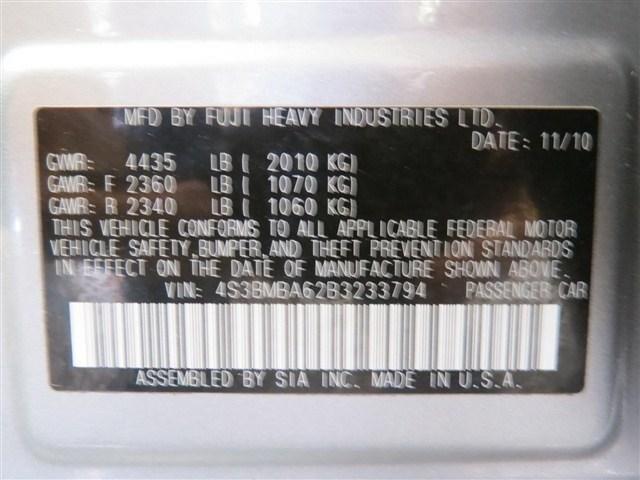 MFD BY FUJI HEAVY INDUSTRIES LTD.
DATE: 11/10
GVWR: 4435 LB ( 2010 KG)
GAWR: F 2360 LB ( 1070 KG)
GAWR: R 2340 LB ( 1060 KG)
THIS VEHICLE CONFORMS TO ALL APPLICABLE FEDERAL MOTOR
VEHICLE SAFETY, BUMPER, AND THEFT PREVENTION STANDARDS
IN EFFECT ON THE DATE OF MANUFACTURE SHOWN ABOVE.
VIN: 4S3BMBA62B3233794 PASSENGER CAR
ASSEMBLED BY SIA INC. MADE IN U.S.A.